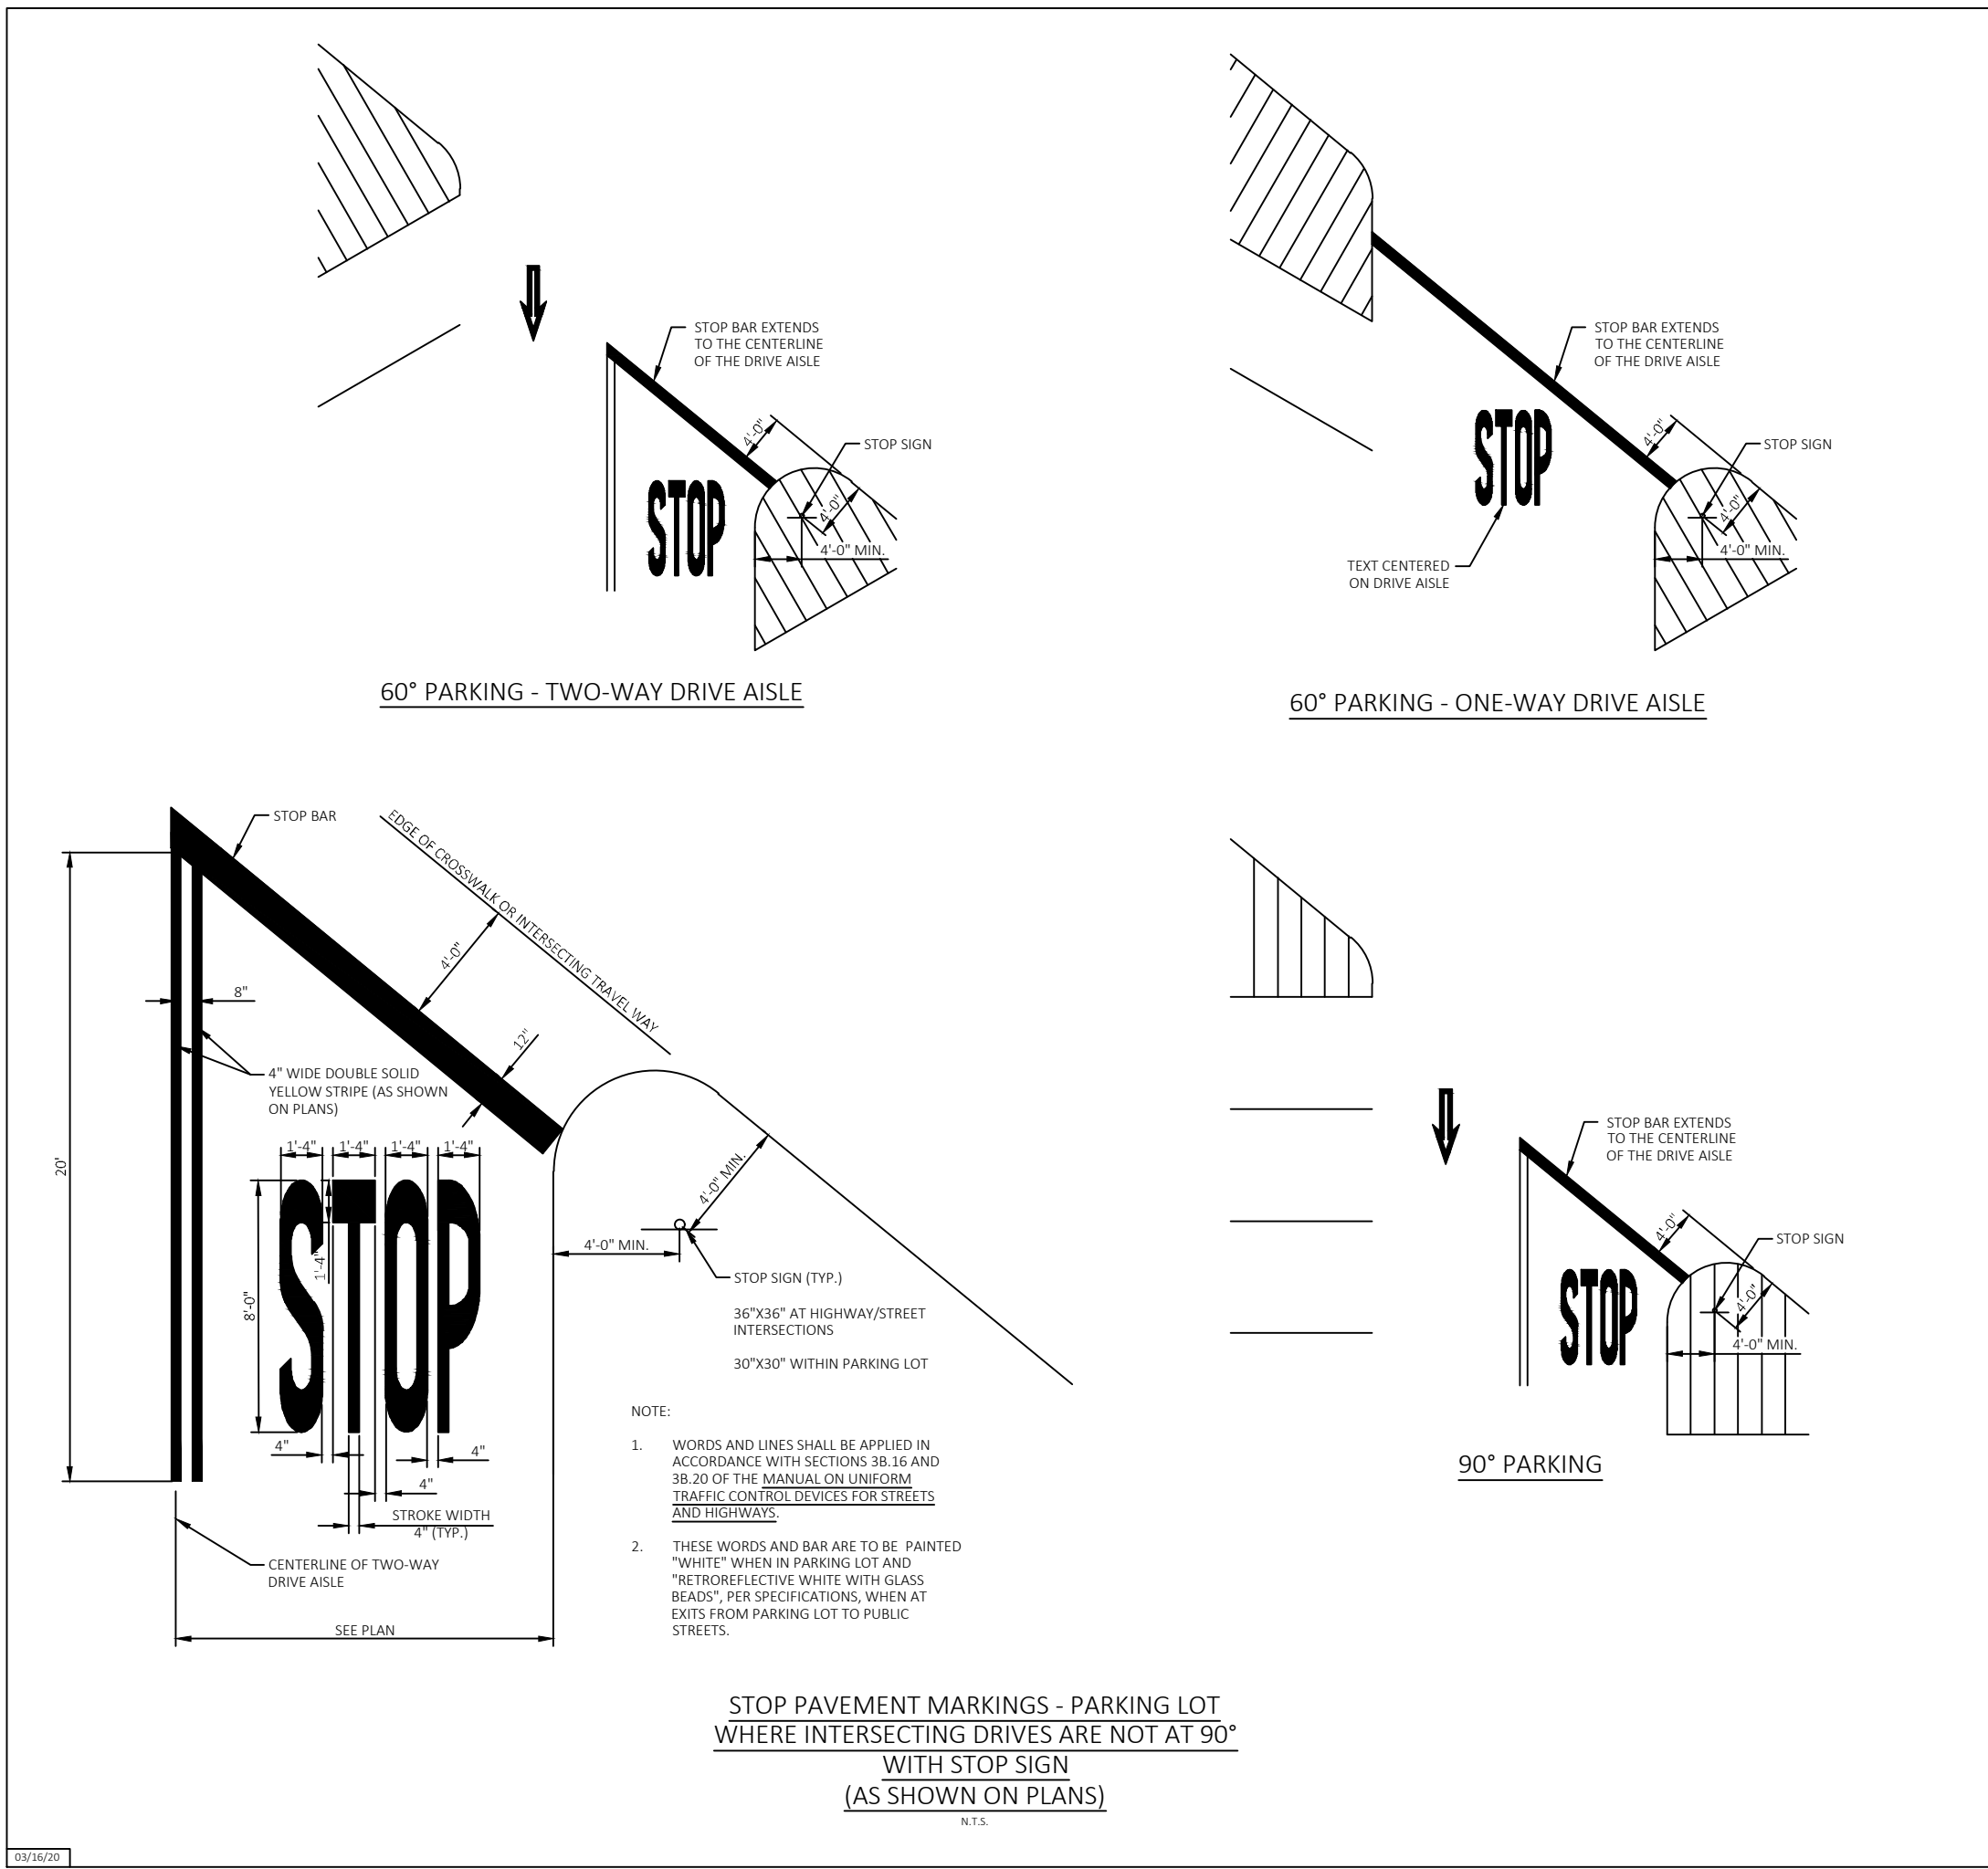 STOP BAR EXTENDS
TO THE CENTERLINE
OF THE DRIVE AISLE
4'-0"
STOP SIGN
4'-0"
4'-0" MIN.
STOP
60° PARKING - TWO-WAY DRIVE AISLE
STOP BAR EXTENDS
TO THE CENTERLINE
OF THE DRIVE AISLE
4'-0"
STOP SIGN
4'-0"
4'-0" MIN.
STOP
TEXT CENTERED
ON DRIVE AISLE
60° PARKING - ONE-WAY DRIVE AISLE
STOP BAR
EDGE OF CROSSWALK OR INTERSECTING TRAVEL WAY
4'-0"
12"
8"
4" WIDE DOUBLE SOLID
YELLOW STRIPE (AS SHOWN
ON PLANS)
20'
1'-4" 1'-4" 1'-4" 1'-4"
1'-4"
8'-0"
STOP
4"
4"
4"
STROKE WIDTH
4" (TYP.)
CENTERLINE OF TWO-WAY
DRIVE AISLE
SEE PLAN
4'-0" MIN.
4'-0" MIN.
STOP SIGN (TYP.)
36"X36" AT HIGHWAY/STREET
INTERSECTIONS
30"X30" WITHIN PARKING LOT
NOTE:
1. WORDS AND LINES SHALL BE APPLIED IN
ACCORDANCE WITH SECTIONS 3B.16 AND
3B.20 OF THE MANUAL ON UNIFORM
TRAFFIC CONTROL DEVICES FOR STREETS
AND HIGHWAYS.
2. THESE WORDS AND BAR ARE TO BE PAINTED
"WHITE" WHEN IN PARKING LOT AND
"RETROREFLECTIVE WHITE WITH GLASS
BEADS", PER SPECIFICATIONS, WHEN AT
EXITS FROM PARKING LOT TO PUBLIC
STREETS.
STOP BAR EXTENDS
TO THE CENTERLINE
OF THE DRIVE AISLE
4'-0"
STOP SIGN
4'-0"
4'-0" MIN.
STOP
90° PARKING
STOP PAVEMENT MARKINGS - PARKING LOT
WHERE INTERSECTING DRIVES ARE NOT AT 90°
WITH STOP SIGN
(AS SHOWN ON PLANS)
N.T.S.
03/16/20